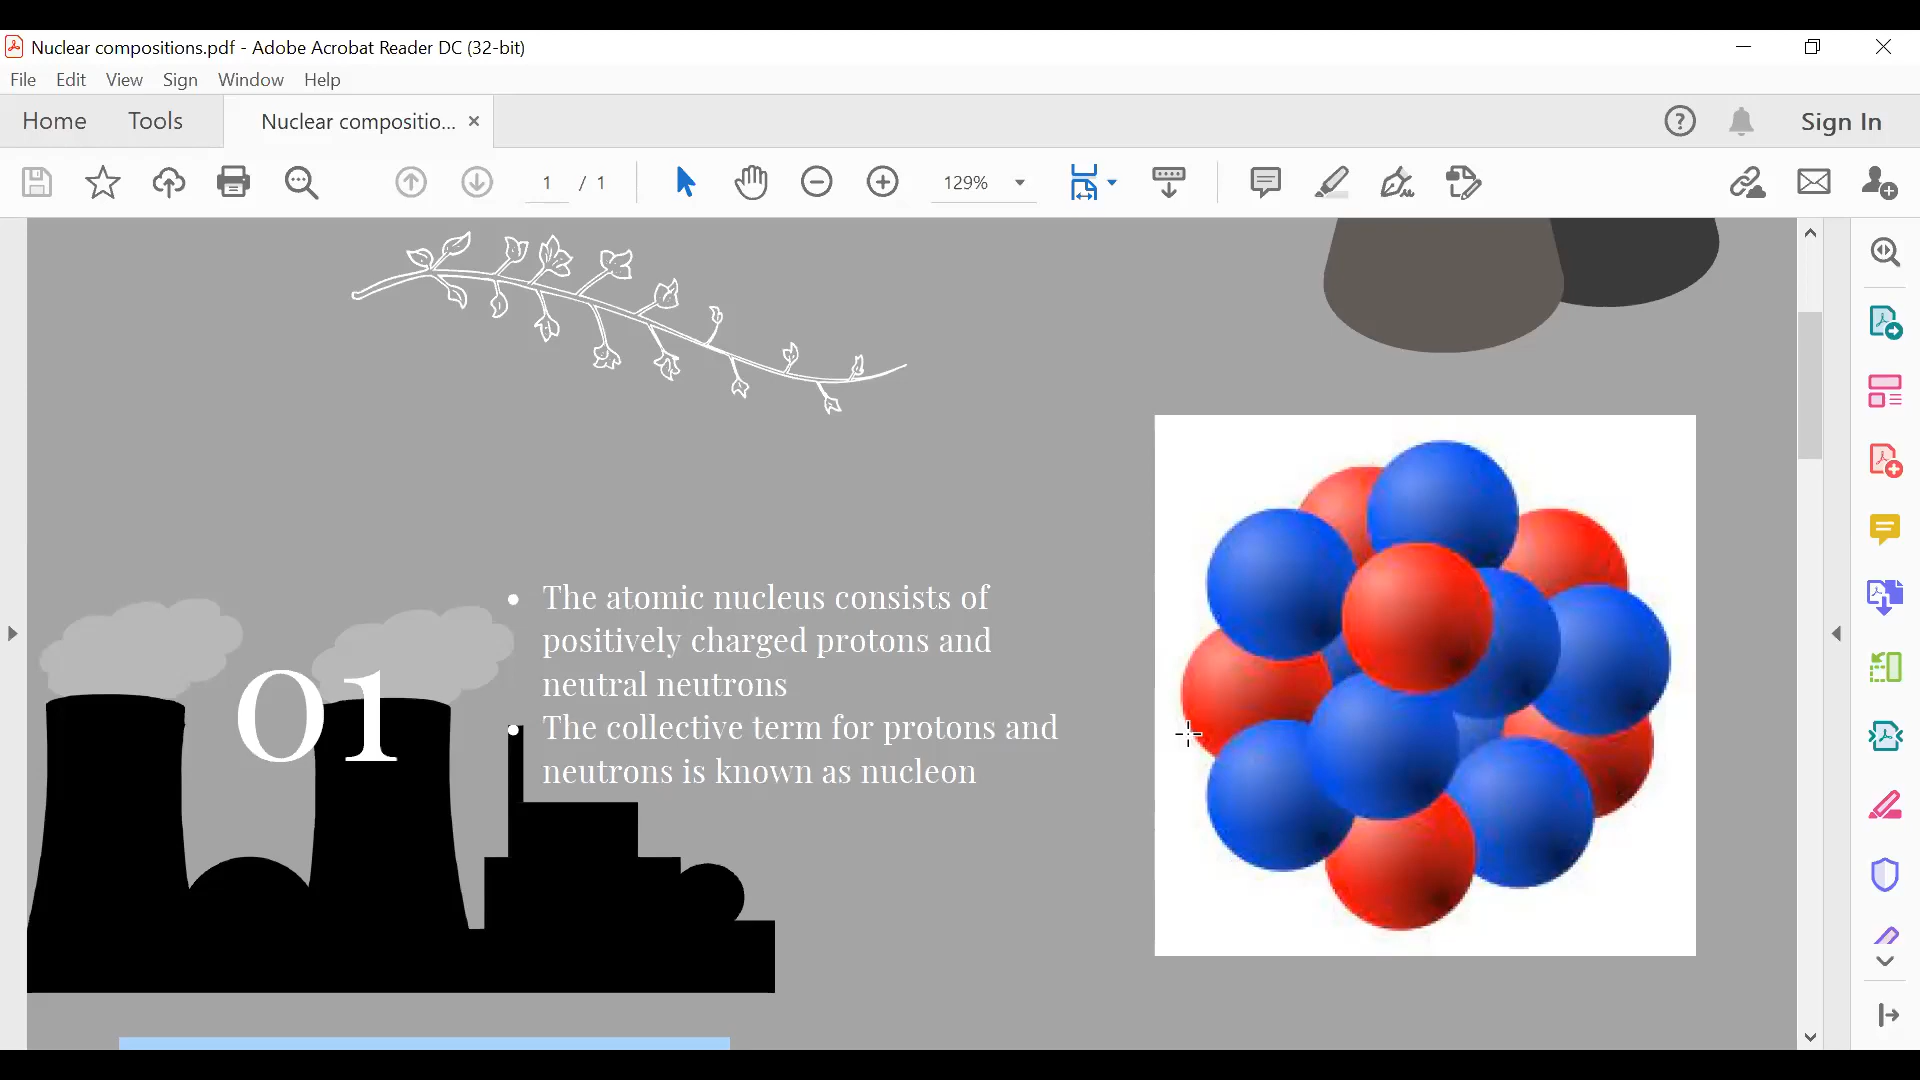 Nuclear compositions.pdf - Adobe Acrobat Reader DC (32-bit)
File Edit View Sign Window Help
Home Tools Nuclear compositio... Sign In
1 / 1 129%
01
• The atomic nucleus consists of
positively charged protons and
neutral neutrons
• The collective term for protons and
neutrons is known as nucleon